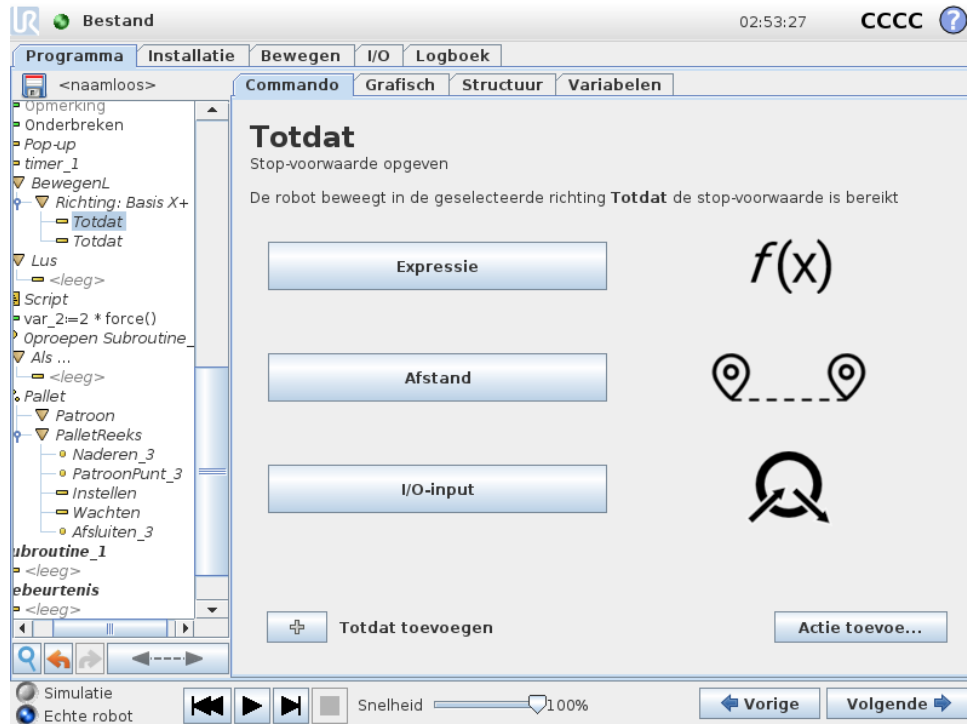 UR Bestand 02:53:27 CCCC ?
Programma Installatie Bewegen I/O Logboek
<naamloos>
Commando Grafisch Structuur Variabelen
Opmerking
Onderbreken
Pop-up
timer_1
BewegenL
Richting: Basis X+
Totdat
Totdat
Lus
<leeg>
Script
var_2:=2 * force()
Oproepen Subroutine_
Als ...
<leeg>
Pallet
Patroon
PalletReeks
Naderen_3
PatroonPunt_3
Instellen
Wachten
Afsluiten_3
ubroutine_1
<leeg>
ebeurtenis
<leeg>
Totdat
Stop-voorwaarde opgeven
De robot beweegt in de geselecteerde richting Totdat de stop-voorwaarde is bereikt
Expressie
f(x)
Afstand
I/O-input
Totdat toevoegen
Actie toevoe...
Simulatie
Echte robot
Snelheid 100%
Vorige Volgende